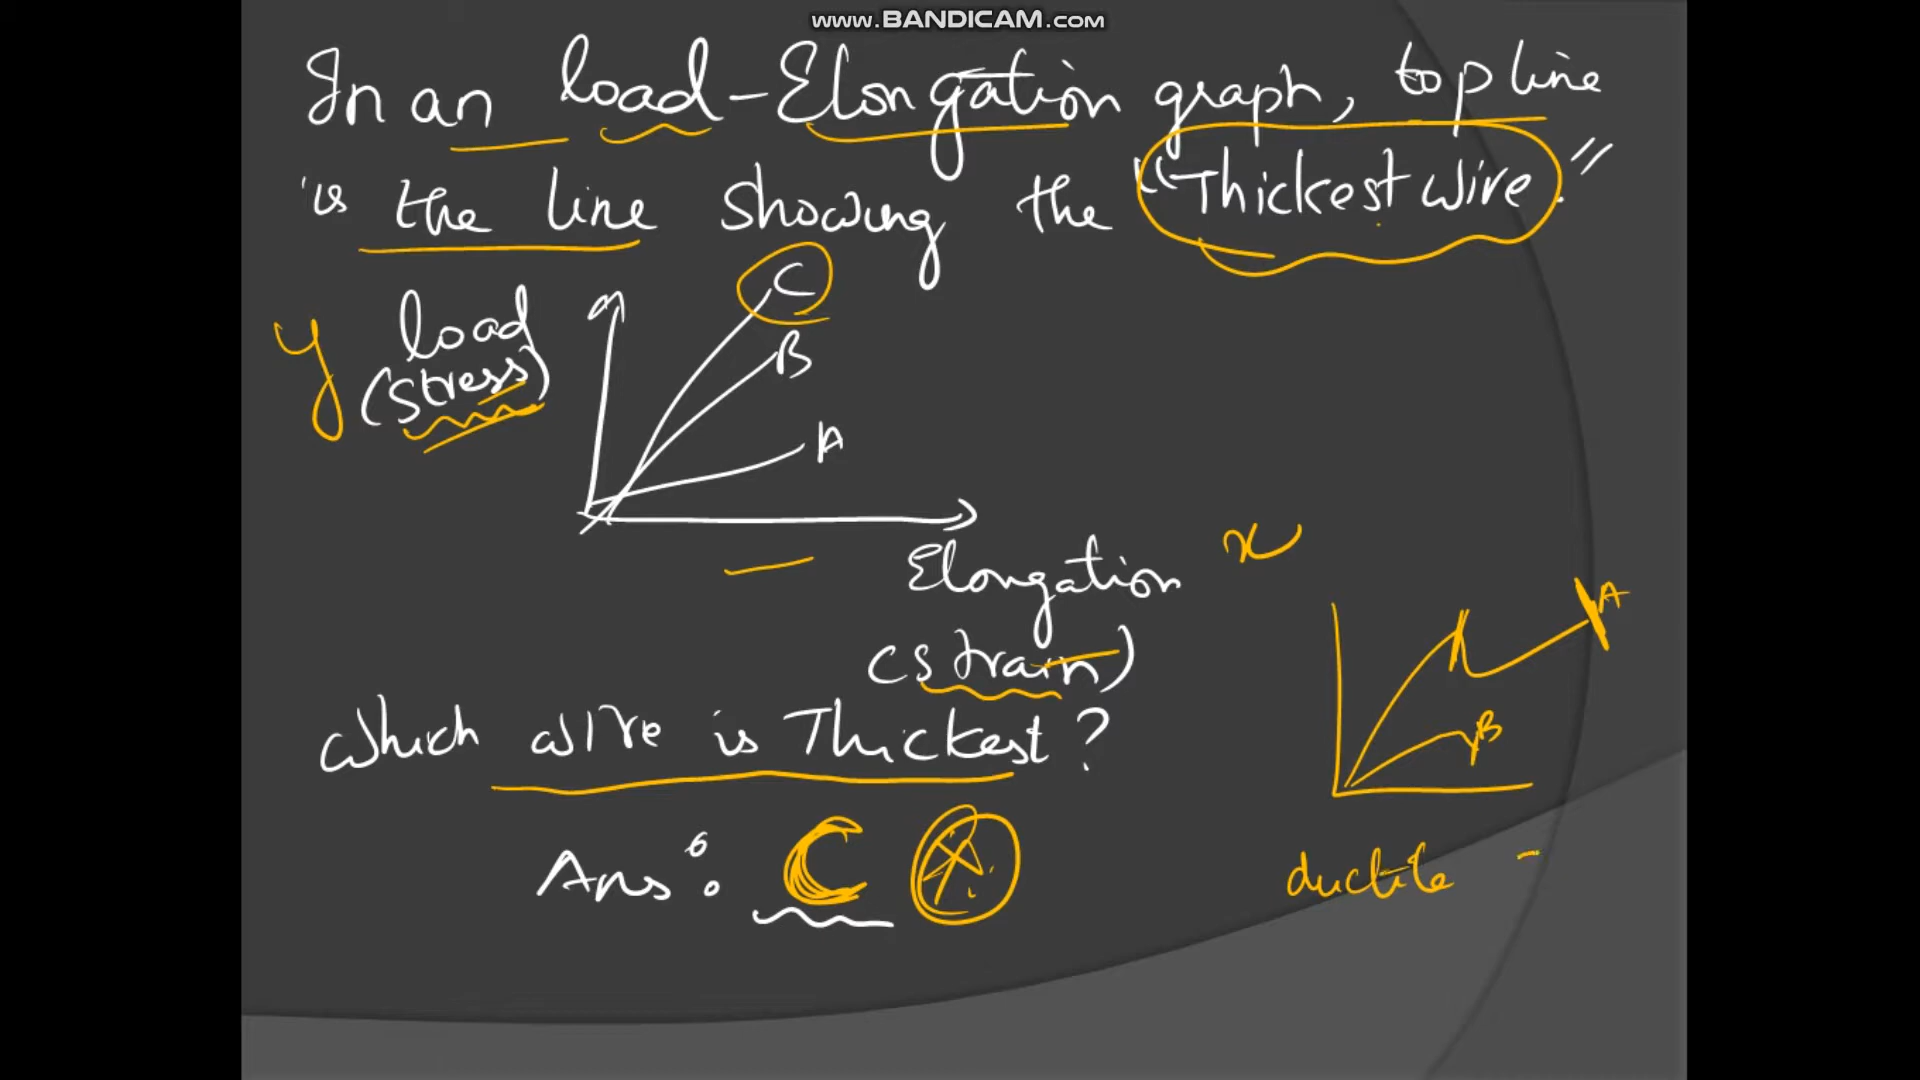 www.BANDICAM.com
In an load-Elongation graph, top line
is the line showing the "Thickest wire."
C
y load
B
(stress)
A
Elongation x
A
(strain)
B
which wire is Thickest?
Ans: C
ductile -